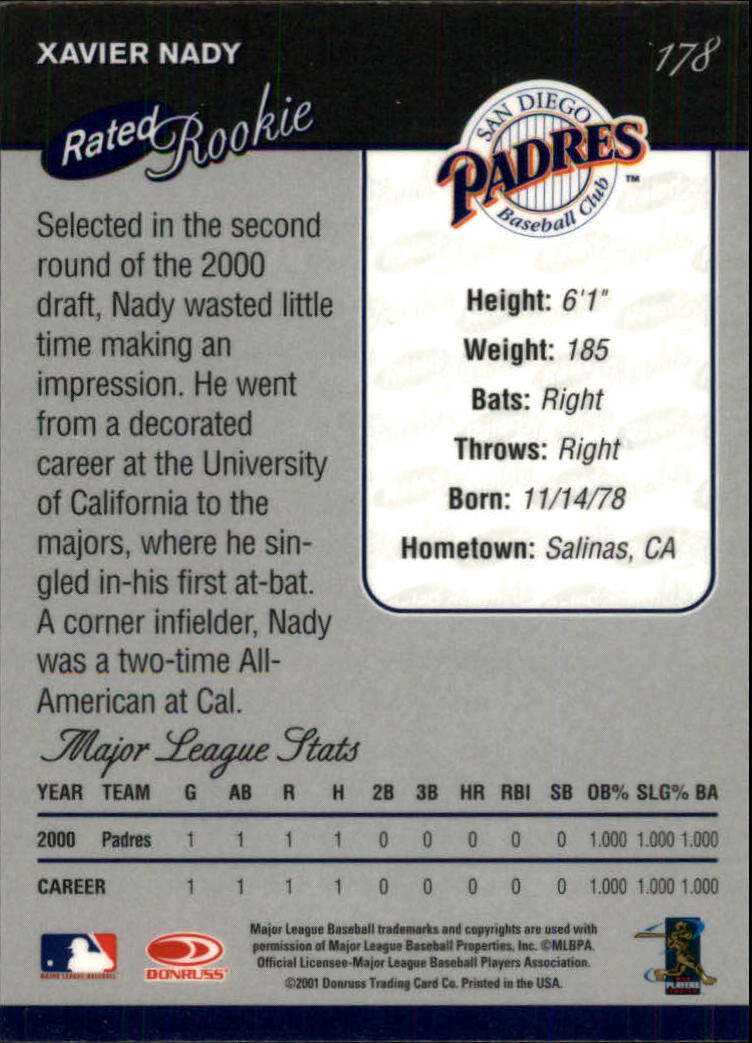 XAVIER NADY
178
Rated Rookie
SAN DIEGO
PADRES
Baseball Club
™
Selected in the second
round of the 2000
draft, Nady wasted little
time making an
impression. He went
from a decorated
career at the University
of California to the
majors, where he sin-
gled in-his first at-bat.
A corner infielder, Nady
was a two-time All-
American at Cal.
Height: 6'1"
Weight: 185
Bats: Right
Throws: Right
Born: 11/14/78
Hometown: Salinas, CA
Major League Stats
YEAR TEAM G AB R H 2B 3B HR RBI SB OB% SLG% BA
2000 Padres 1 1 1 1 0 0 0 0 0 1.000 1.000 1.000
CAREER 1 1 1 1 0 0 0 0 0 1.000 1.000 1.000
MAJOR LEAGUE BASEBALL
DONRUSS
Major League Baseball trademarks and copyrights are used with
permission of Major League Baseball Properties, Inc. ©MLBPA.
Official Licensee-Major League Baseball Players Association.
©2001 Donruss Trading Card Co. Printed in the USA.
PLAYERS